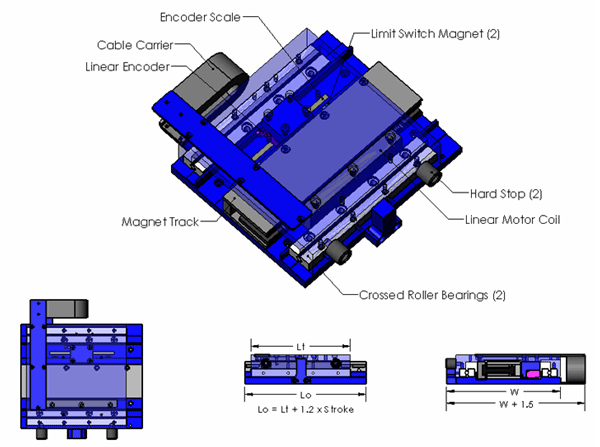 Encoder Scale
Limit Switch Magnet (2)
Cable Carrier
Linear Encoder
Hard Stop (2)
Magnet Track
Linear Motor Coil
Crossed Roller Bearings (2)
Lt
Lo
Lo = Lt + 1.2 x Stroke
W
W + 1.5